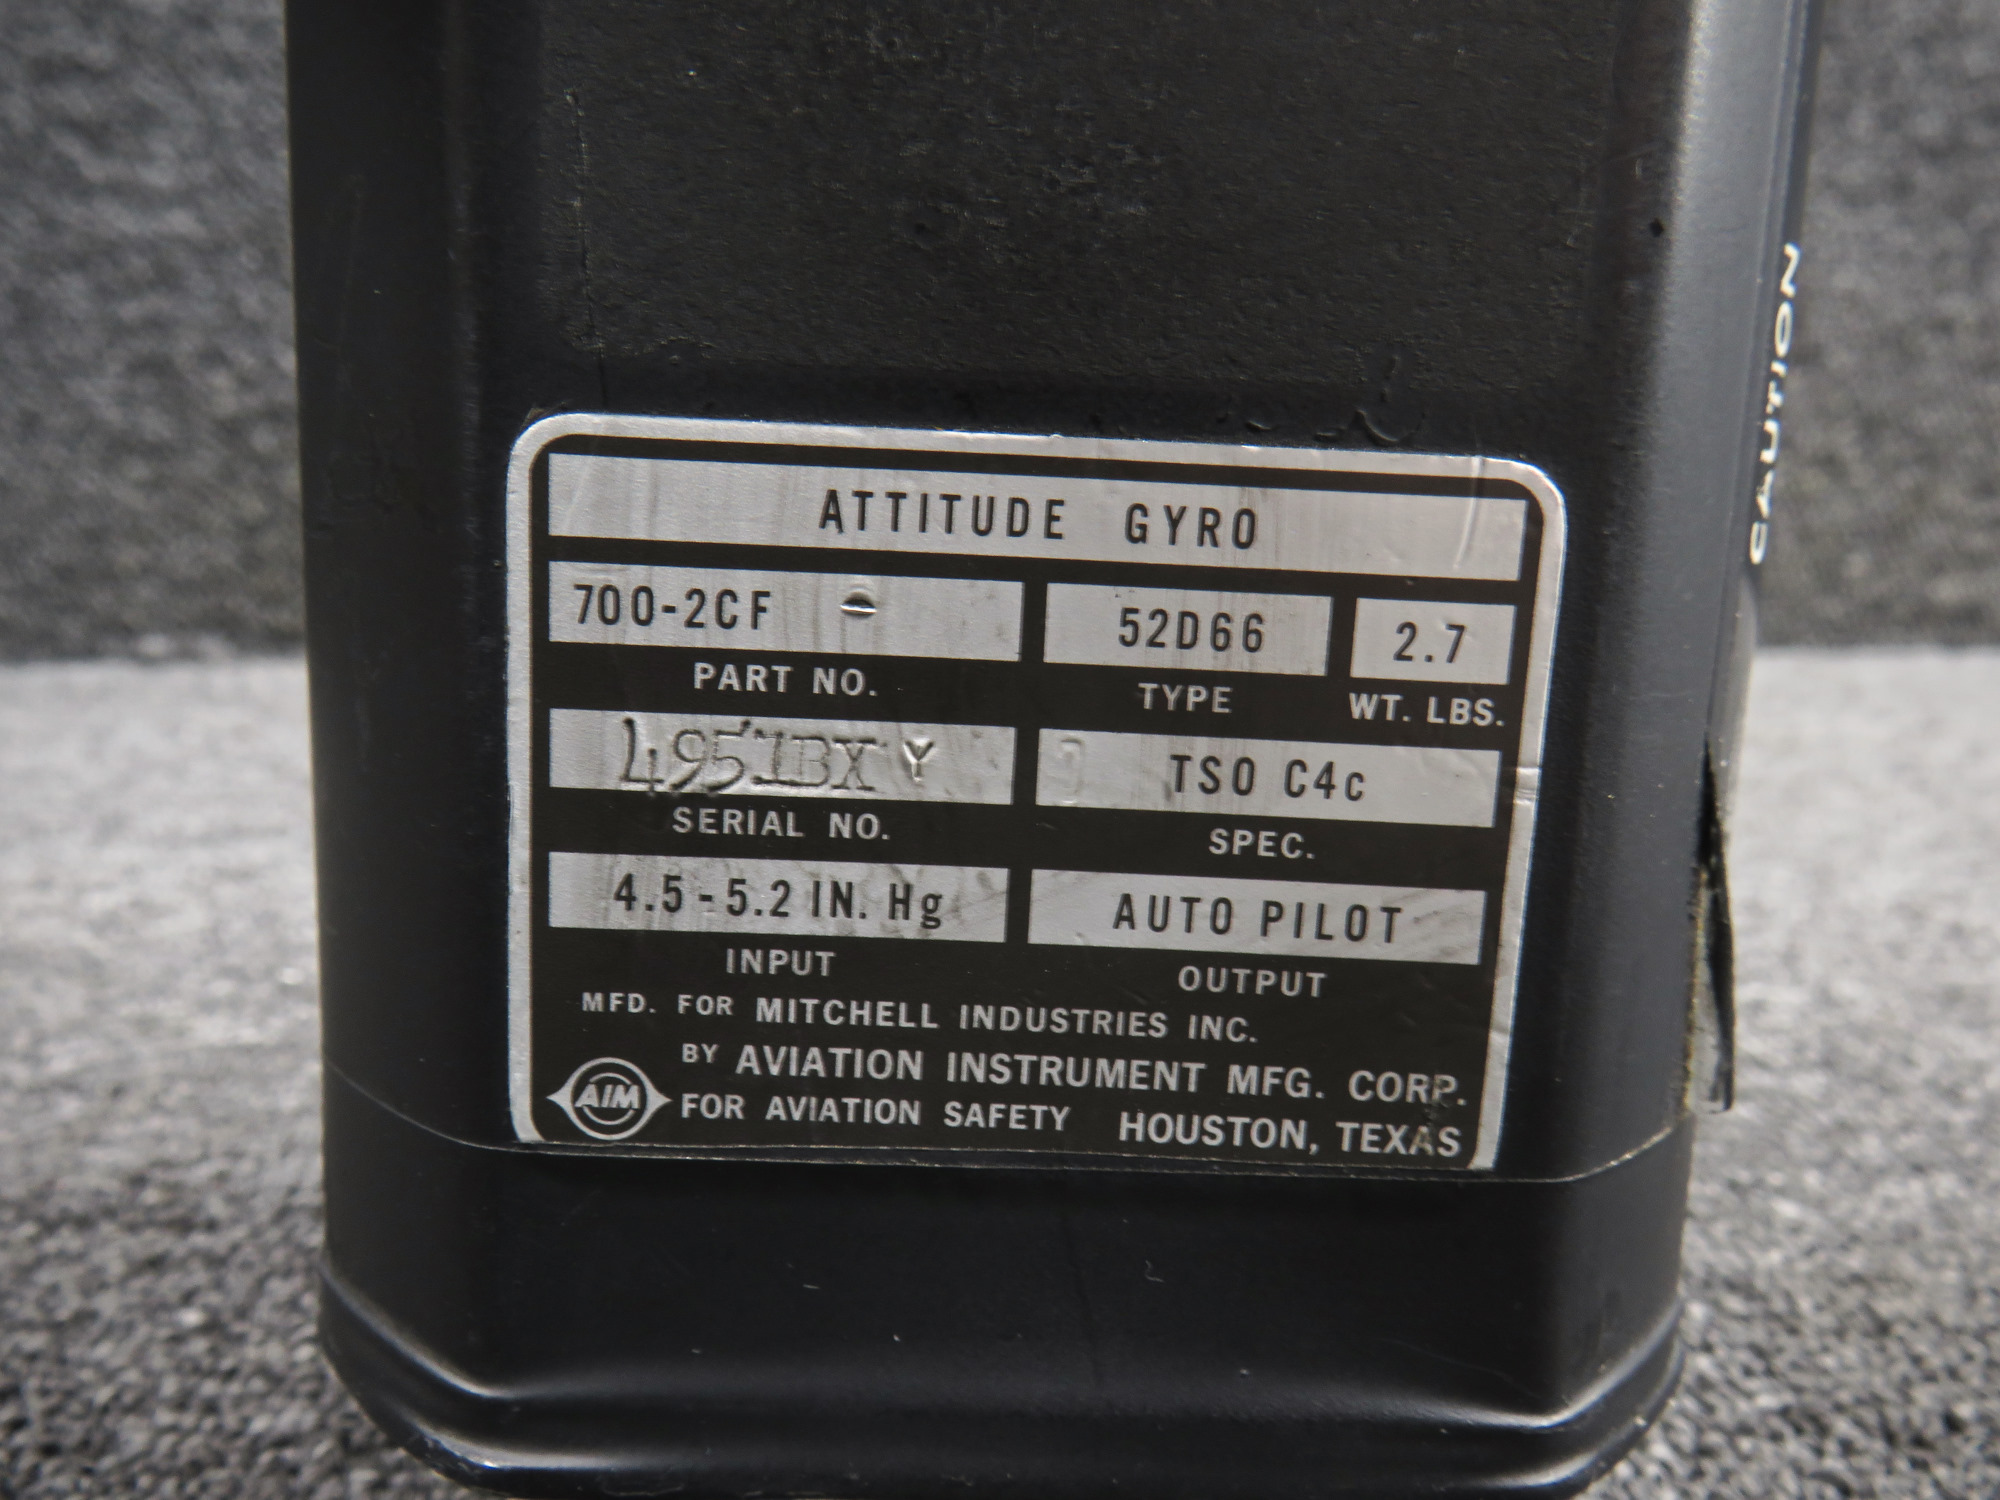 ATTITUDE GYRO
700-2CF - 52D66 2.7
PART NO. TYPE WT. LBS.
4951BX Y TSO C4c
SERIAL NO. SPEC.
4.5-5.2 IN. Hg AUTO PILOT
INPUT OUTPUT
MFD. FOR MITCHELL INDUSTRIES INC.
BY AVIATION INSTRUMENT MFG. CORP.
AIM FOR AVIATION SAFETY HOUSTON, TEXAS
CAUTION